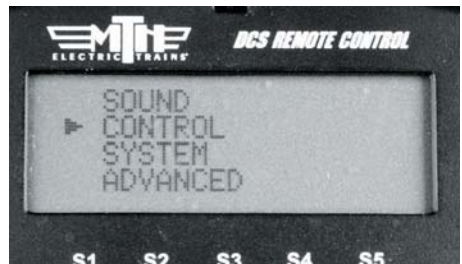 MTH DCS REMOTE CONTROL
ELECTRIC TRAINS®
SOUND
CONTROL
SYSTEM
ADVANCED
S1 S2 S3 S4 S5